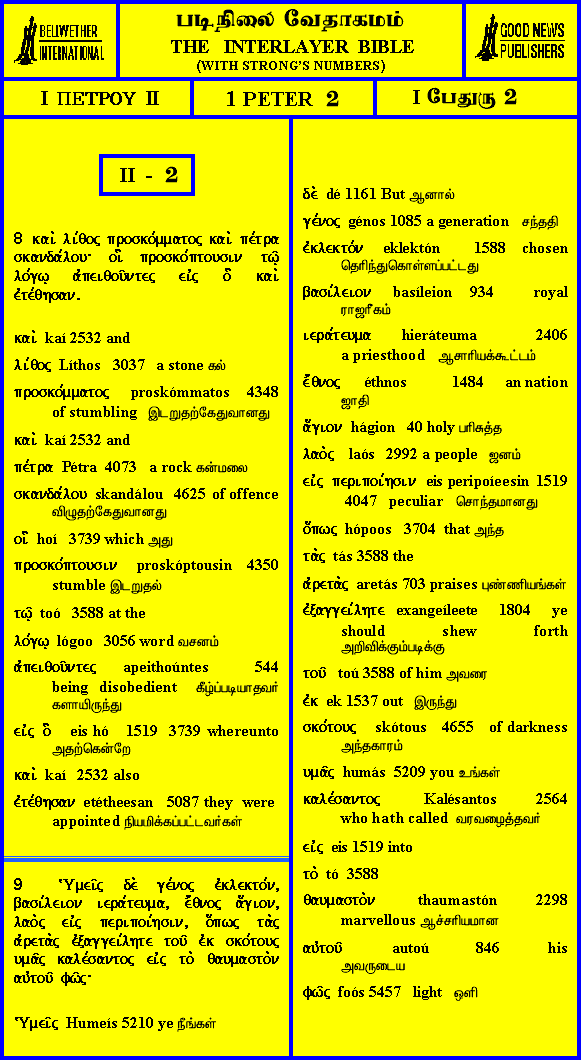 BELLWETHER
INTERNATIONAL
படிநிலை வேதாகமம்
THE INTERLAYER BIBLE
(WITH STRONG'S NUMBERS)
GOOD NEWS
PUBLISHERS
I ΠΕΤΡΟΥ II
1 PETER 2
I பேதுரு 2
II - 2
8 καὶ λίθος προσκόμματος καὶ πέτρα
σκανδάλου· οἳ προσκόπτουσιν τῷ
λόγῳ ἀπειθοῦντες εἰς ὃ καὶ
ἐτέθησαν.
καὶ kaí 2532 and
λίθος Líthos 3037 a stone கல்
προσκόμματος proskómmatos 4348
of stumbling இடறுதற்கேதுவானது
καὶ kaí 2532 and
πέτρα Pétra 4073 a rock கன்மலை
σκανδάλου skandálou 4625 of offence
விழுதற்கேதுவானது
οἳ hoí 3739 which அது
προσκόπτουσιν proskóptousin 4350
stumble இடறுதல்
τῷ toó 3588 at the
λόγῳ lógoo 3056 word வசனம்
ἀπειθοῦντες apeithoúntes 544
being disobedient கீழ்ப்படியாதவர்
களாயிருந்து
εἰς ὃ eis hó 1519 3739 whereunto
அதற்கென்றே
καὶ kaí 2532 also
ἐτέθησαν etétheesan 5087 they were
appointed நியமிக்கப்பட்டவர்கள்
9 Ὑμεῖς δὲ γένος ἐκλεκτόν,
βασίλειον ιεράτευμα, ἔθνος ἅγιον,
λαὸς εἰς περιποίησιν, ὅπως τὰς
ἀρετὰς ἐξαγγείλητε τοῦ ἐκ σκότους
υμᾶς καλέσαντος εἰς τὸ θαυμαστὸν
αὐτοῦ φῶς·
Ὑμεῖς Humeís 5210 ye நீங்கள்
δὲ dé 1161 But ஆனால்
γένος génos 1085 a generation சந்ததி
ἐκλεκτόν eklektón 1588 chosen
தெரிந்துகொள்ளப்பட்டது
βασίλειον basíleion 934 royal
ராஜரீகம்
ιεράτευμα hieráteuma 2406
a priesthood ஆசாரியக்கூட்டம்
ἔθνος éthnos 1484 an nation
ஜாதி
ἅγιον hágion 40 holy பரிசுத்த
λαὸς laós 2992 a people ஜனம்
εἰς περιποίησιν eis peripoíeesin 1519
4047 peculiar சொந்தமானது
ὅπως hópoos 3704 that அந்த
τὰς tás 3588 the
ἀρετὰς aretás 703 praises புண்ணியங்கள்
ἐξαγγείλητε exangeíleete 1804 ye
should shew forth
அறிவிக்கும்படிக்கு
τοῦ toú 3588 of him அவரை
ἐκ ek 1537 out இருந்து
σκότους skótous 4655 of darkness
அந்தகாரம்
υμᾶς humás 5209 you உங்கள்
καλέσαντος Kalésantos 2564
who hath called வரவழைத்தவர்
εἰς eis 1519 into
τὸ tó 3588
θαυμαστὸν thaumastón 2298
marvellous ஆச்சரியமான
αὐτοῦ autoú 846 his
அவருடைய
φῶς foós 5457 light ஒளி